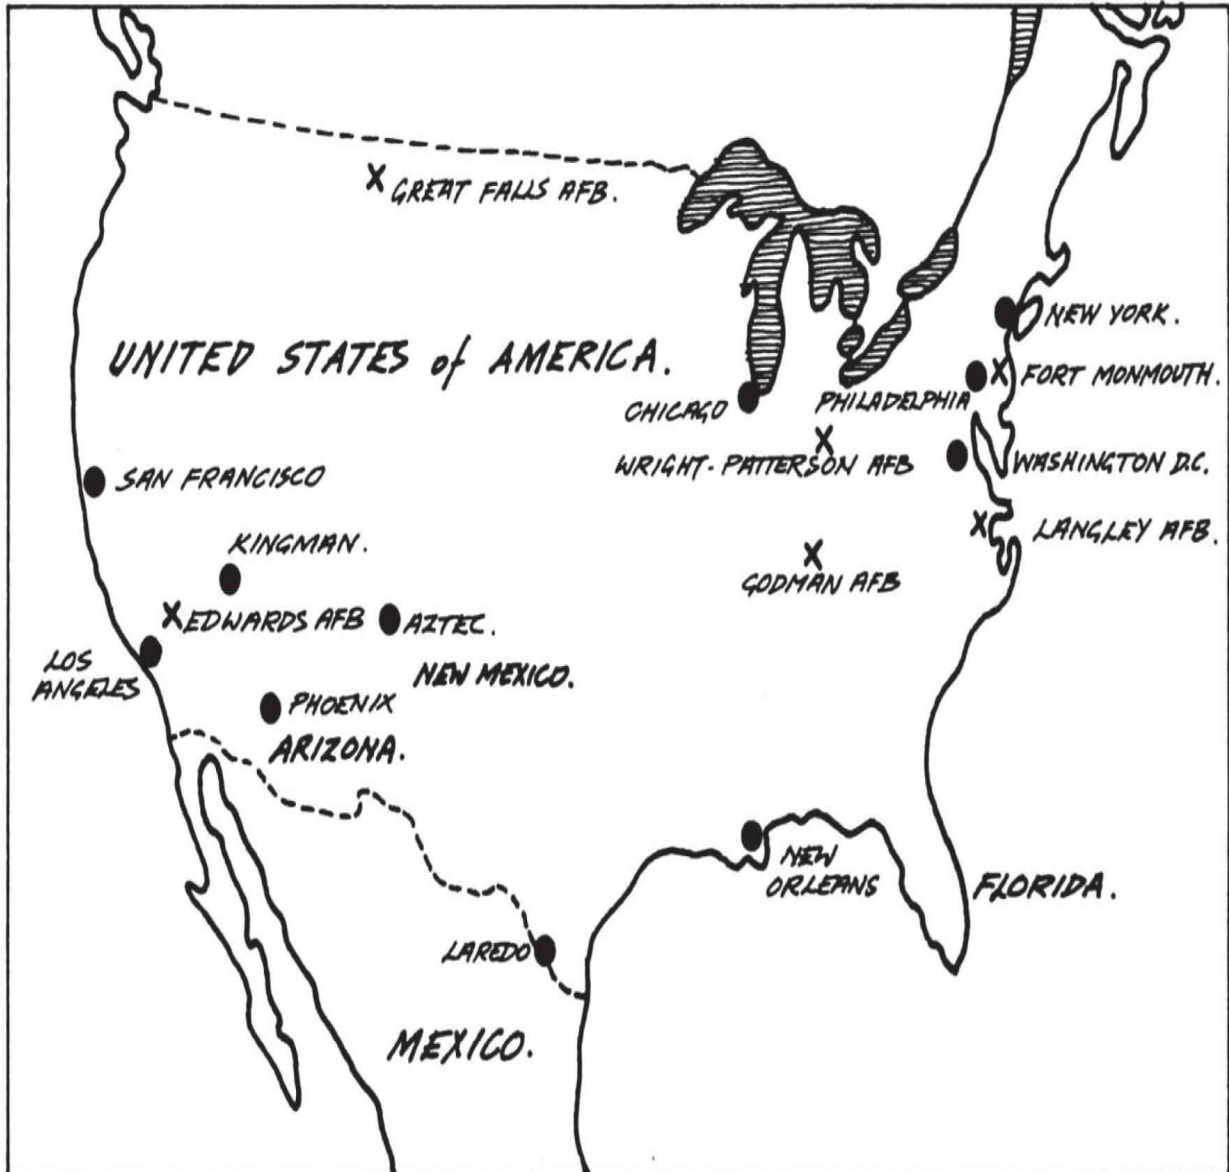 X GREAT FALLS AFB.
NEW YORK.
UNITED STATES of AMERICA.
X FORT MONMOUTH.
CHICAGO
PHILADELPHIA
X
WRIGHT-PATTERSON AFB
WASHINGTON D.C.
SAN FRANCISCO
X LANGLEY AFB.
KINGMAN.
X
GODMAN AFB
X EDWARDS AFB
AZTEC.
LOS
ANGELES
NEW MEXICO.
PHOENIX
ARIZONA.
NEW
ORLEANS
FLORIDA.
LAREDO
MEXICO.